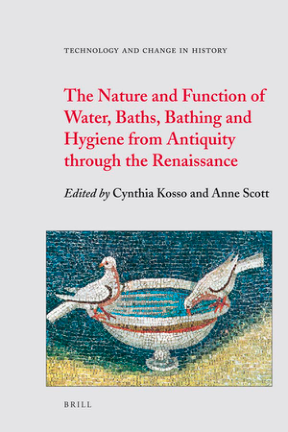 TECHNOLOGY AND CHANGE IN HISTORY
The Nature and Function of
Water, Baths, Bathing and
Hygiene from Antiquity
through the Renaissance
Edited by Cynthia Kosso and Anne Scott
BRILL